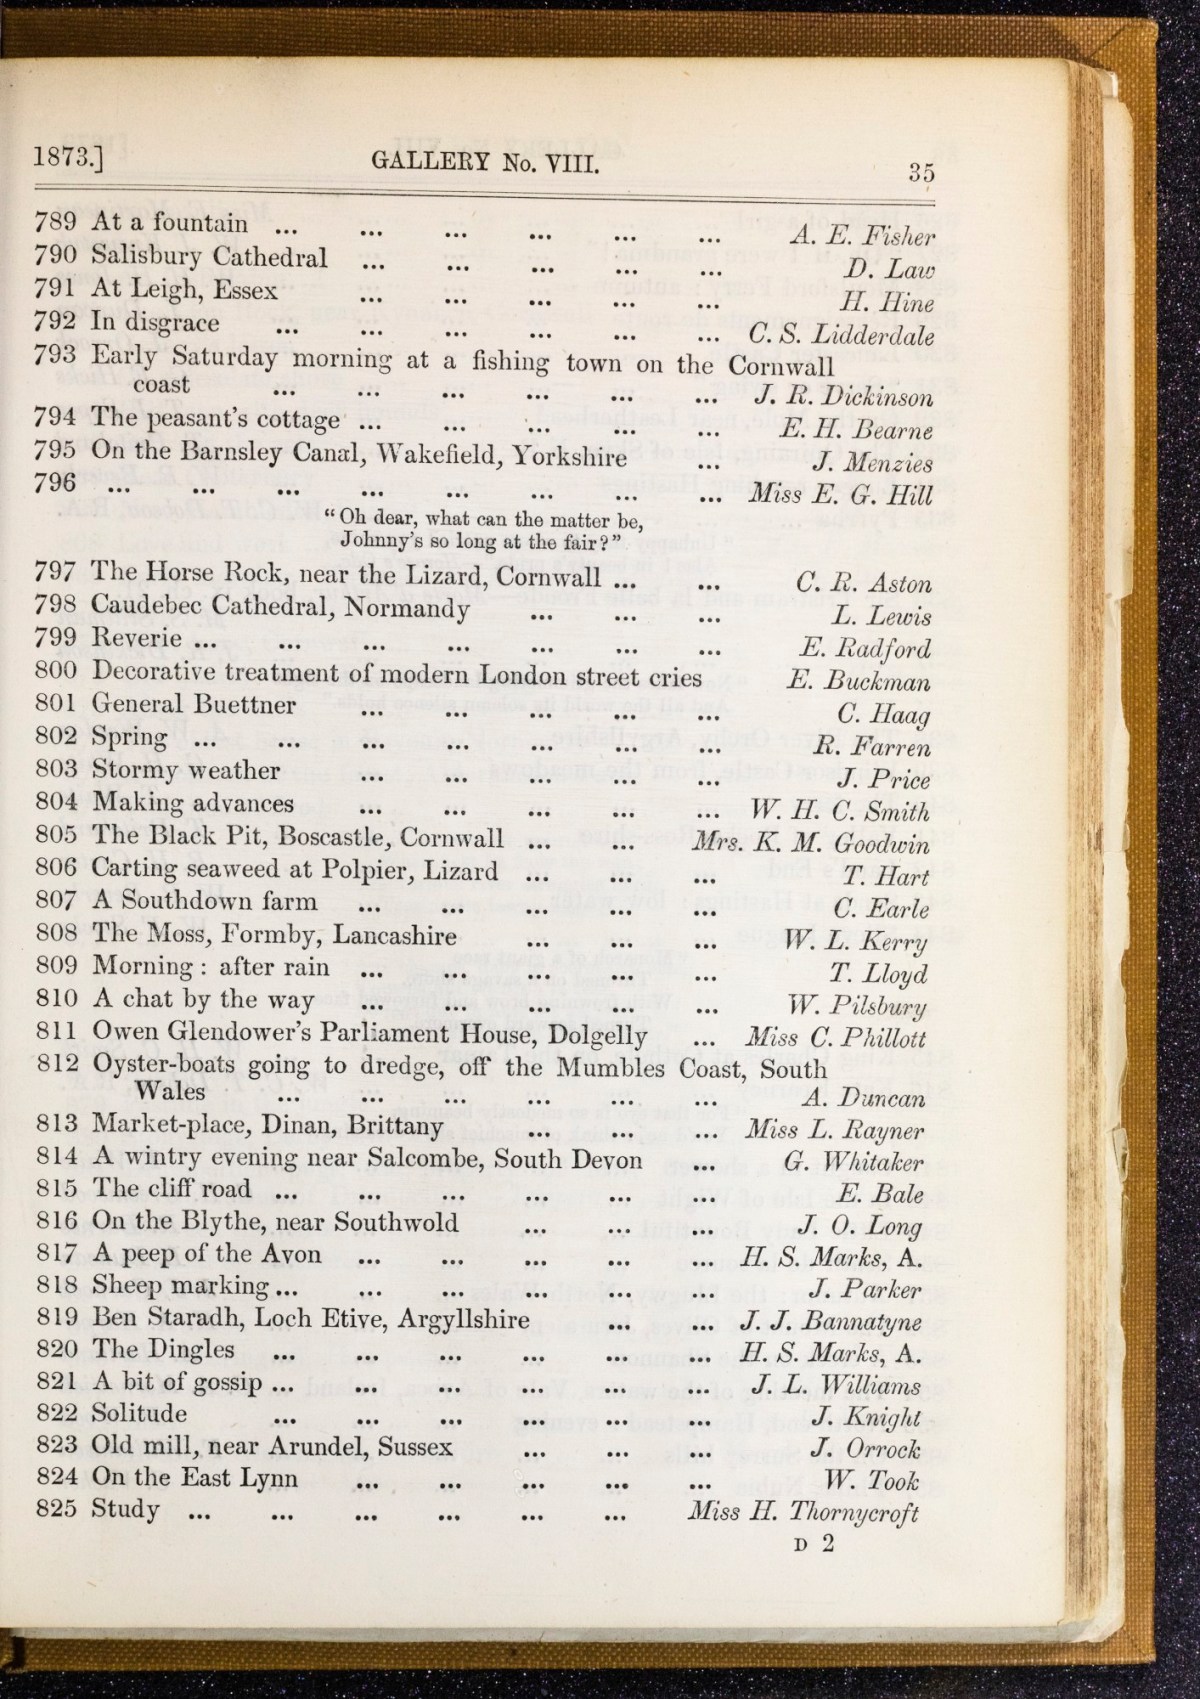 1873.] GALLERY No. VIII. 35
789 At a fountain ... ... ... ... ... ... A. E. Fisher
790 Salisbury Cathedral ... ... ... ... ... D. Law
791 At Leigh, Essex ... ... ... ... ... H. Hine
792 In disgrace ... ... ... ... ... ... C. S. Lidderdale
793 Early Saturday morning at a fishing town on the Cornwall
coast ... ... ... ... ... ... J. R. Dickinson
794 The peasant's cottage ... ... ... ... ... E. H. Bearne
795 On the Barnsley Canal, Wakefield, Yorkshire ... J. Menzies
796 ... ... ... ... ... ... ... ... Miss E. G. Hill
“Oh dear, what can the matter be,
Johnny's so long at the fair?”
797 The Horse Rock, near the Lizard, Cornwall ... ... C. R. Aston
798 Caudebec Cathedral, Normandy ... ... ... L. Lewis
799 Reverie ... ... ... ... ... ... ... E. Radford
800 Decorative treatment of modern London street cries E. Buckman
801 General Buettner ... ... ... ... ... C. Haag
802 Spring ... ... ... ... ... ... ... R. Farren
803 Stormy weather ... ... ... ... ... J. Price
804 Making advances ... ... ... ... ... W. H. C. Smith
805 The Black Pit, Boscastle, Cornwall ... ... Mrs. K. M. Goodwin
806 Carting seaweed at Polpier, Lizard ... ... ... T. Hart
807 A Southdown farm ... ... ... ... ... C. Earle
808 The Moss, Formby, Lancashire ... ... ... W. L. Kerry
809 Morning : after rain ... ... ... ... ... T. Lloyd
810 A chat by the way ... ... ... ... ... W. Pilsbury
811 Owen Glendower's Parliament House, Dolgelly ... Miss C. Phillott
812 Oyster-boats going to dredge, off the Mumbles Coast, South
Wales ... ... ... ... ... ... A. Duncan
813 Market-place, Dinan, Brittany ... ... ... Miss L. Rayner
814 A wintry evening near Salcombe, South Devon ... G. Whitaker
815 The cliff road ... ... ... ... ... ... E. Bale
816 On the Blythe, near Southwold ... ... ... J. O. Long
817 A peep of the Avon ... ... ... ... ... H. S. Marks, A.
818 Sheep marking ... ... ... ... ... ... J. Parker
819 Ben Staradh, Loch Etive, Argyllshire ... ... J. J. Bannatyne
820 The Dingles ... ... ... ... ... ... H. S. Marks, A.
821 A bit of gossip ... ... ... ... ... ... J. L. Williams
822 Solitude ... ... ... ... ... ... J. Knight
823 Old mill, near Arundel, Sussex ... ... ... J. Orrock
824 On the East Lynn ... ... ... ... ... W. Took
825 Study ... ... ... ... ... ... Miss H. Thornycroft
D 2